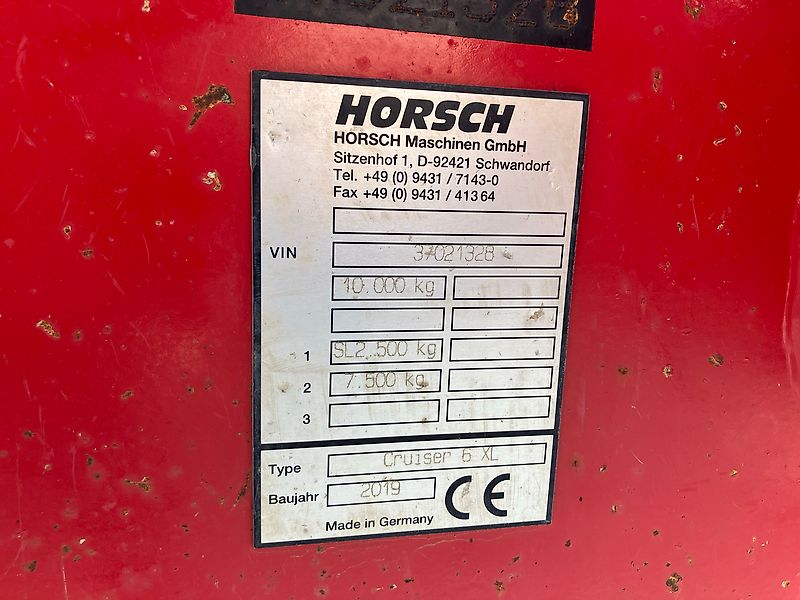 HORSCH
HORSCH Maschinen GmbH
Sitzenhof 1, D-92421 Schwandorf
Tel. +49 (0) 9431 / 7143-0
Fax +49 (0) 9431 / 41364
VIN 37021328
10.000 kg
1 SL2.500 kg
2 7.500 kg
3
Type Cruiser 6 XL
Baujahr 2019 CE
Made in Germany